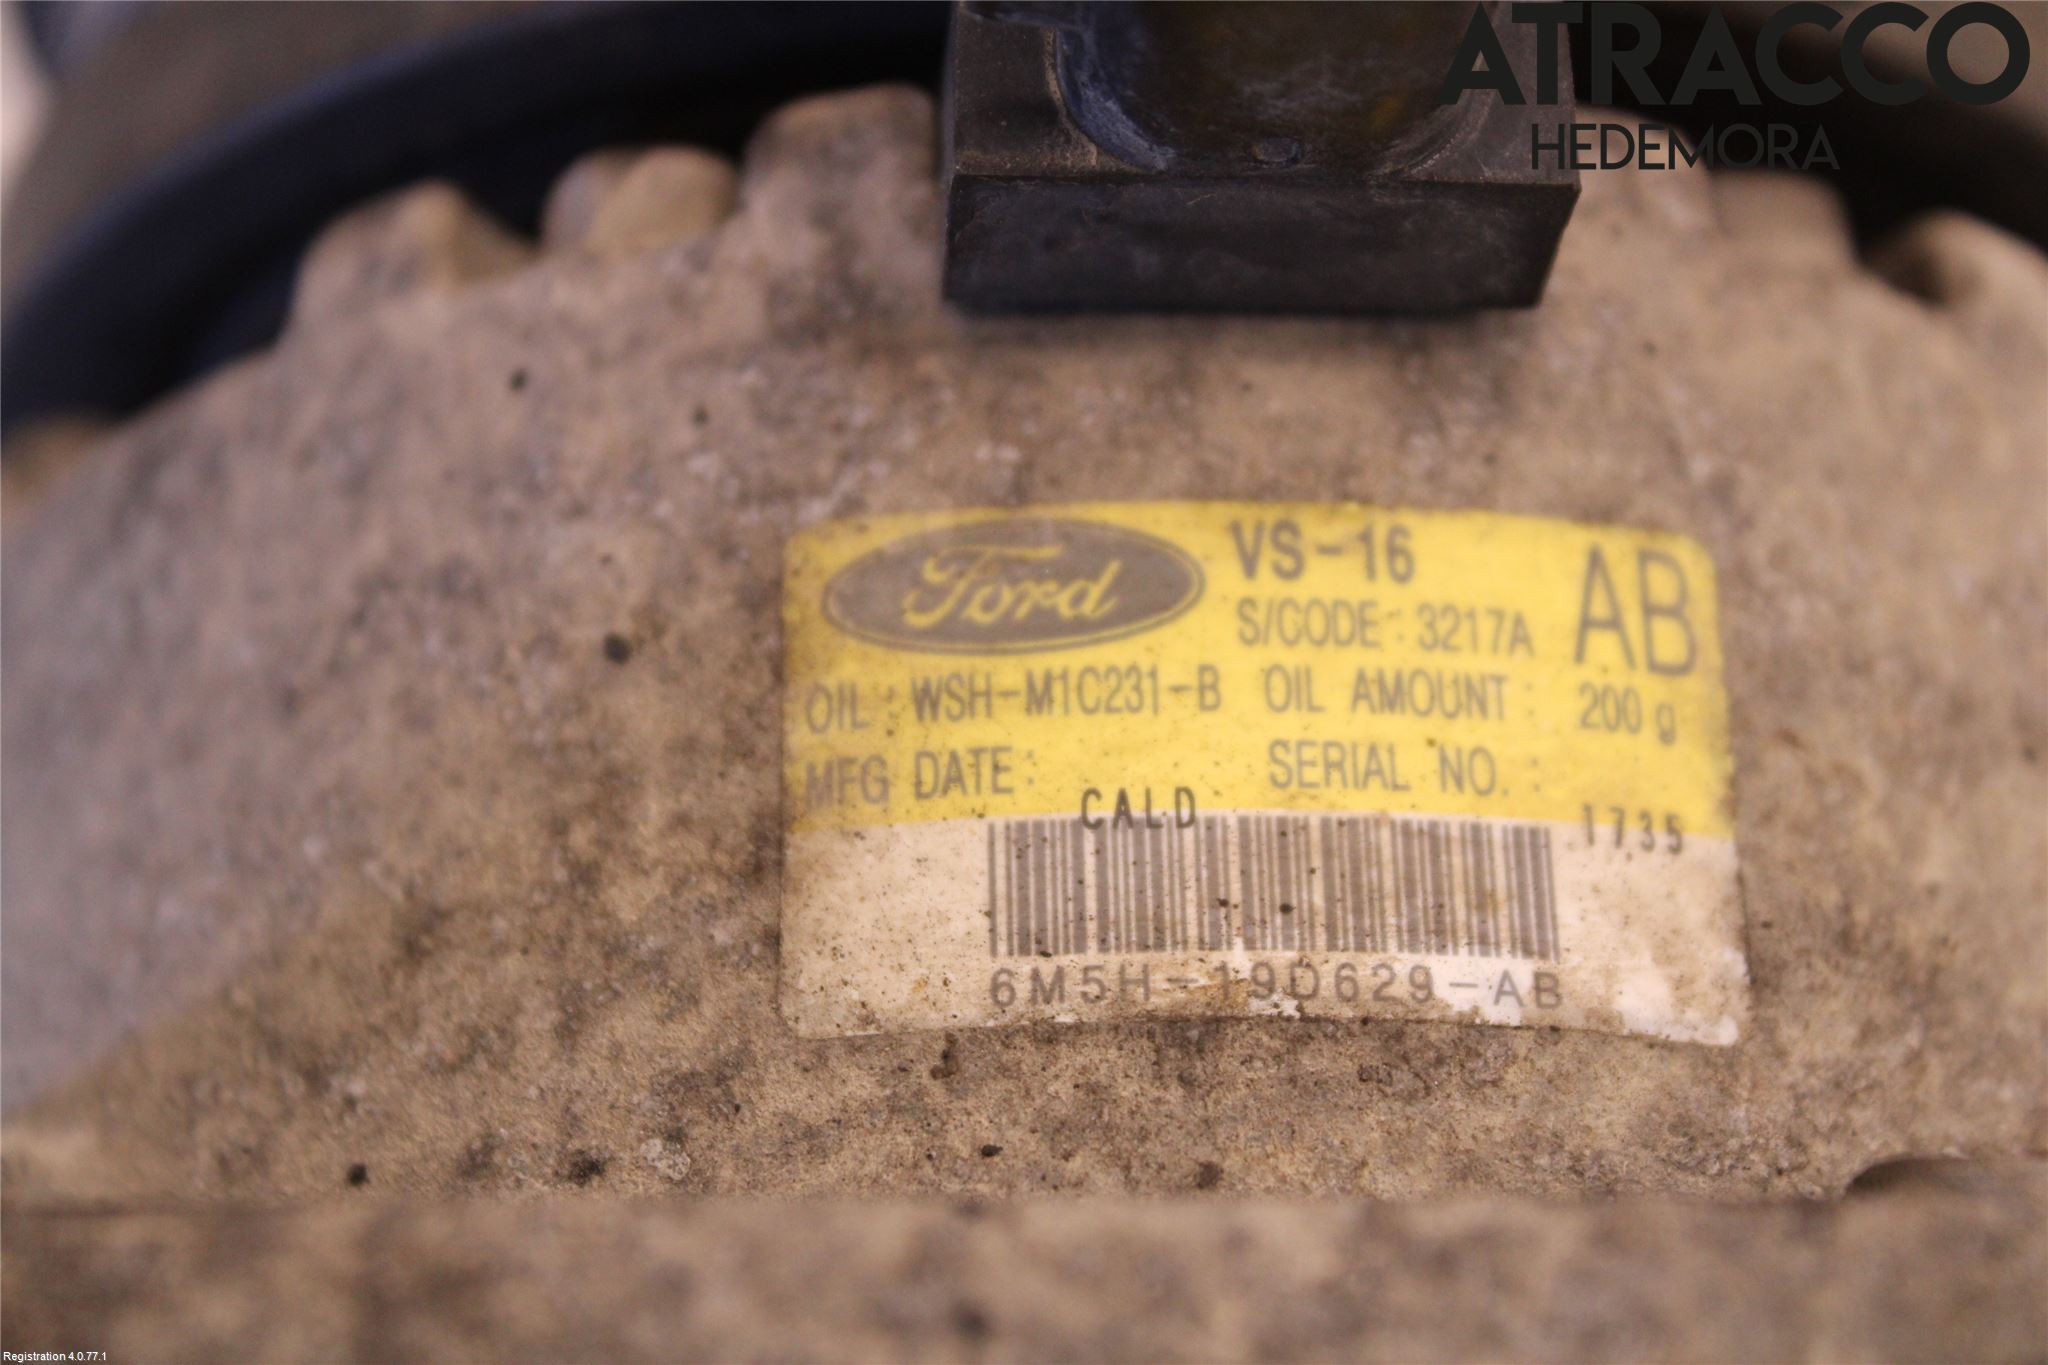 ATRACCO
HEDEMORA
Ford VS-16 AB
S/CODE : 3217A
OIL : WSH-M1C231-B OIL AMOUNT : 200 g
MFG DATE : SERIAL NO. :
CALD 1735
6M5H-19D629-AB
Registration 4.0.77.1